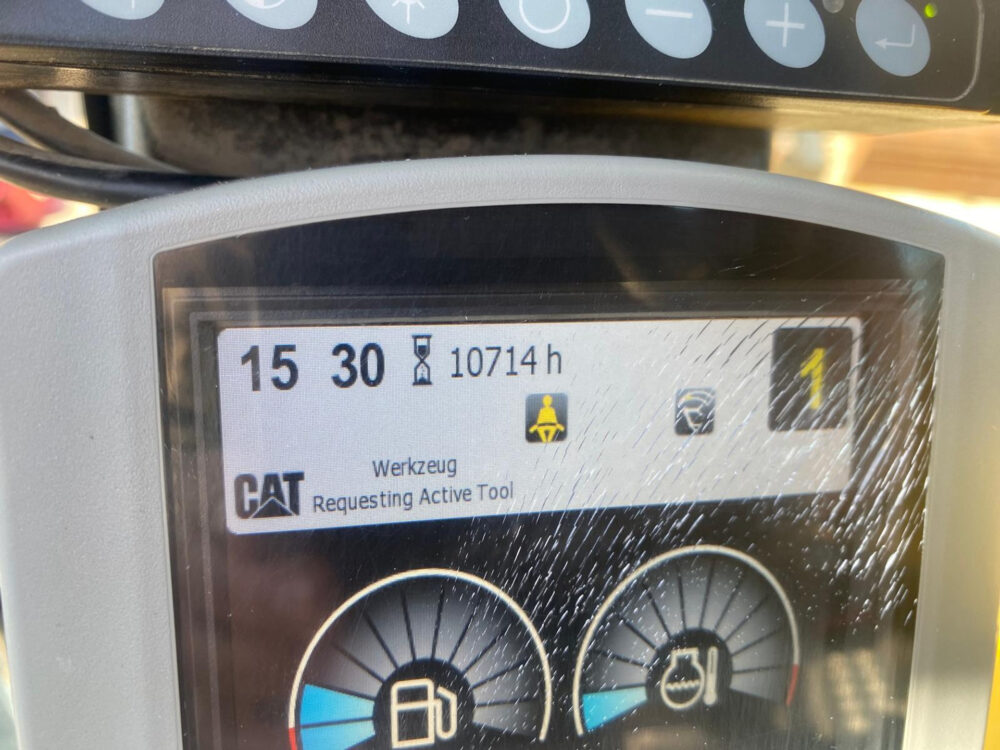 15 30 10714 h
1
Werkzeug
CAT Requesting Active Tool